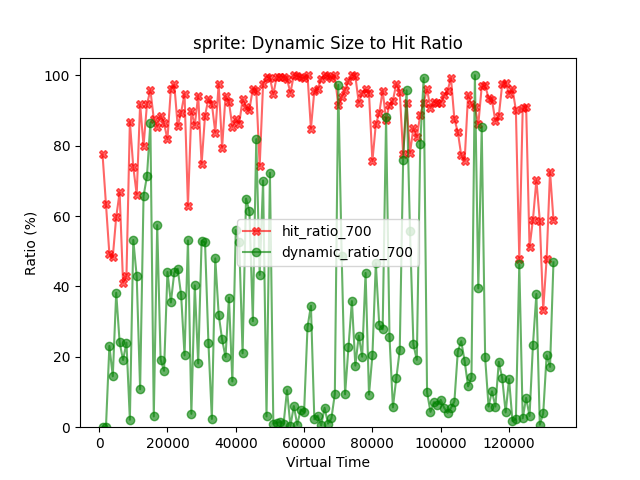 sprite: Dynamic Size to Hit Ratio
100
80
60
40
20
0
Ratio (%)
hit_ratio_700
dynamic_ratio_700
0
20000
40000
60000
80000
100000
120000
Virtual Time